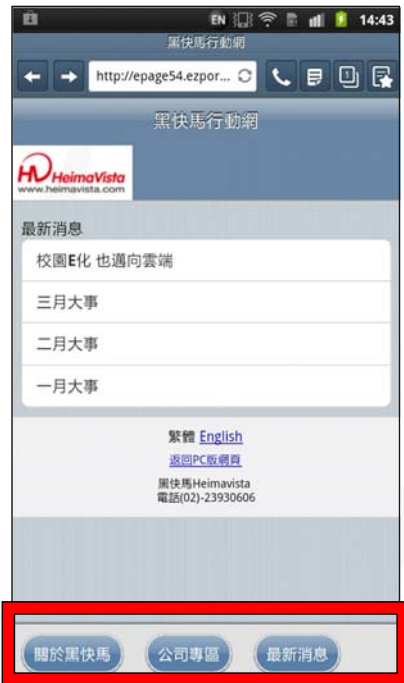 EN 14:43
黑快馬行動網
http://epage54.ezpor...
1
黑快馬行動網
HeimaVista
www.heimavista.com
最新消息
校園E化 也邁向雲端
三月大事
二月大事
一月大事
繁體 English
返回PC版網頁
黑快馬Heimavista
電話(02)-23930606
關於黑快馬 公司專區 最新消息